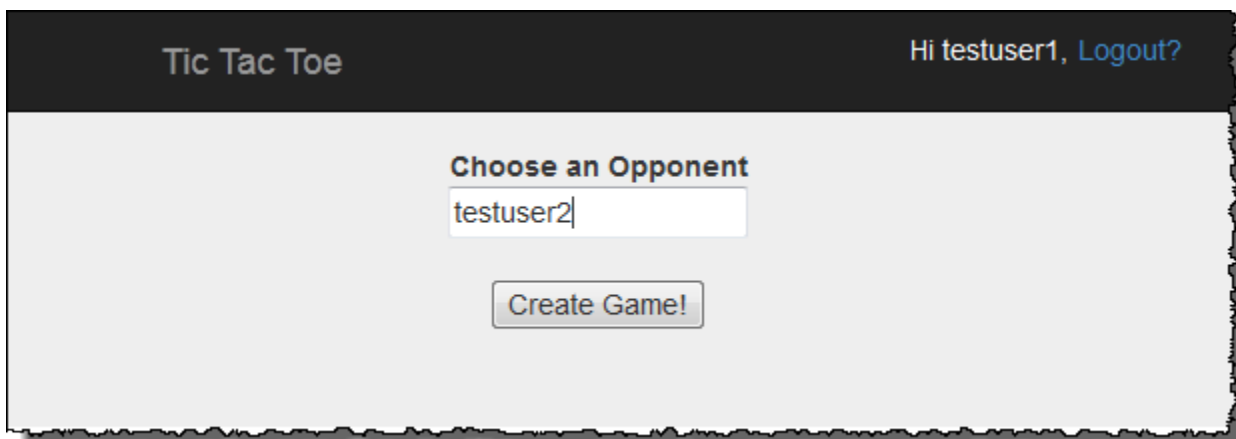 Tic Tac Toe
Hi testuser1, Logout?
Choose an Opponent
testuser2
Create Game!